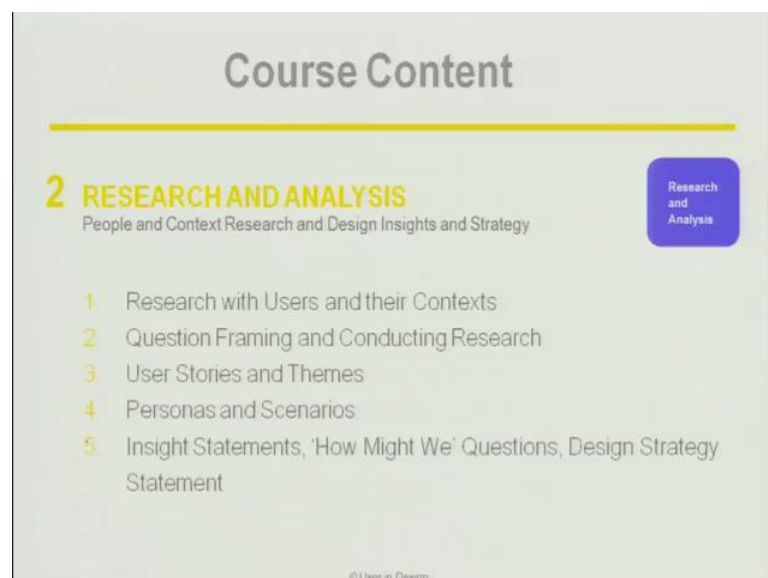 Course Content
2 RESEARCH AND ANALYSIS
People and Context Research and Design Insights and Strategy
Research
and
Analysis
1 Research with Users and their Contexts
2. Question Framing and Conducting Research
3. User Stories and Themes
4 Personas and Scenarios
5. Insight Statements, 'How Might We' Questions, Design Strategy
Statement